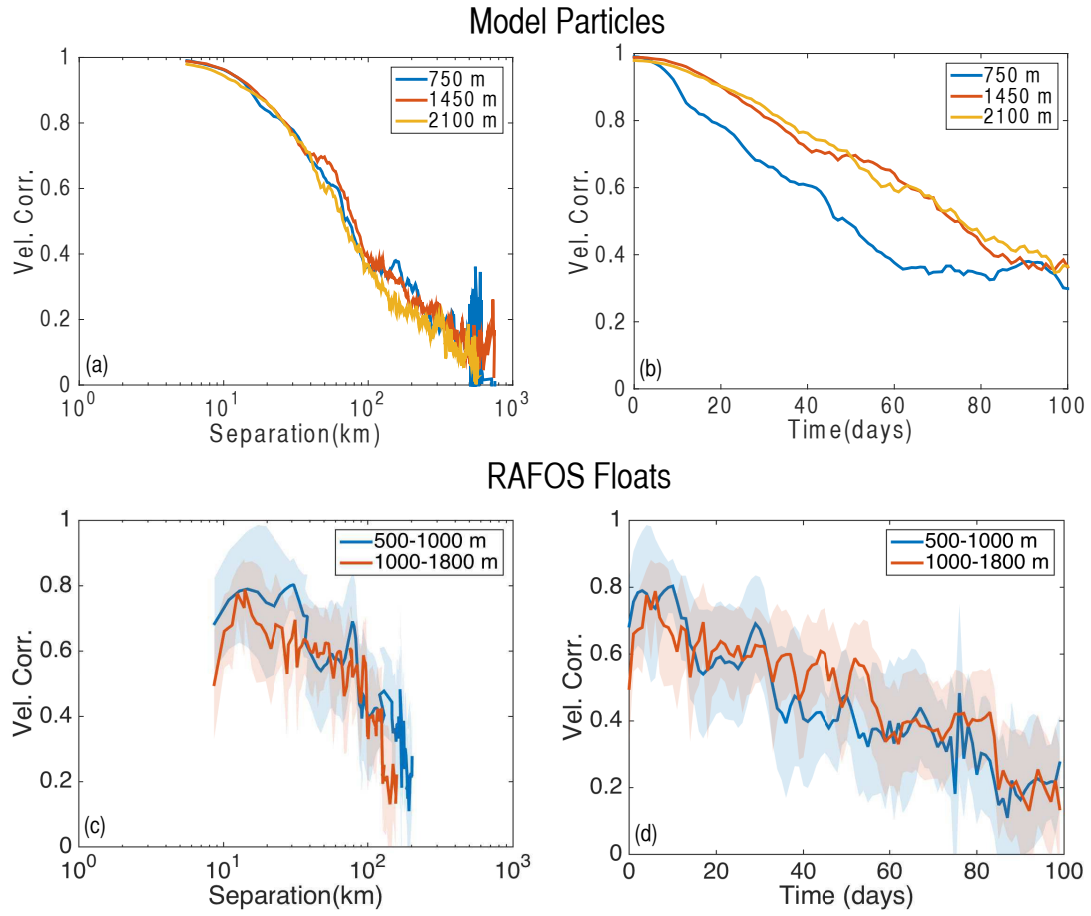 Model Particles
1
0.8
0.6
0.4
0.2
0
Vel. Corr.
750 m
1450 m
2100 m
(a)
10^0 10^1 10^2 10^3
Separation(km)
1
0.8
0.6
0.4
0.2
0
Vel. Corr.
750 m
1450 m
2100 m
(b)
0 20 40 60 80 100
Time(days)
RAFOS Floats
1
0.8
0.6
0.4
0.2
0
Vel. Corr.
500-1000 m
1000-1800 m
(c)
10^0 10^1 10^2 10^3
Separation(km)
1
0.8
0.6
0.4
0.2
0
Vel. Corr.
500-1000 m
1000-1800 m
(d)
0 20 40 60 80 100
Time (days)